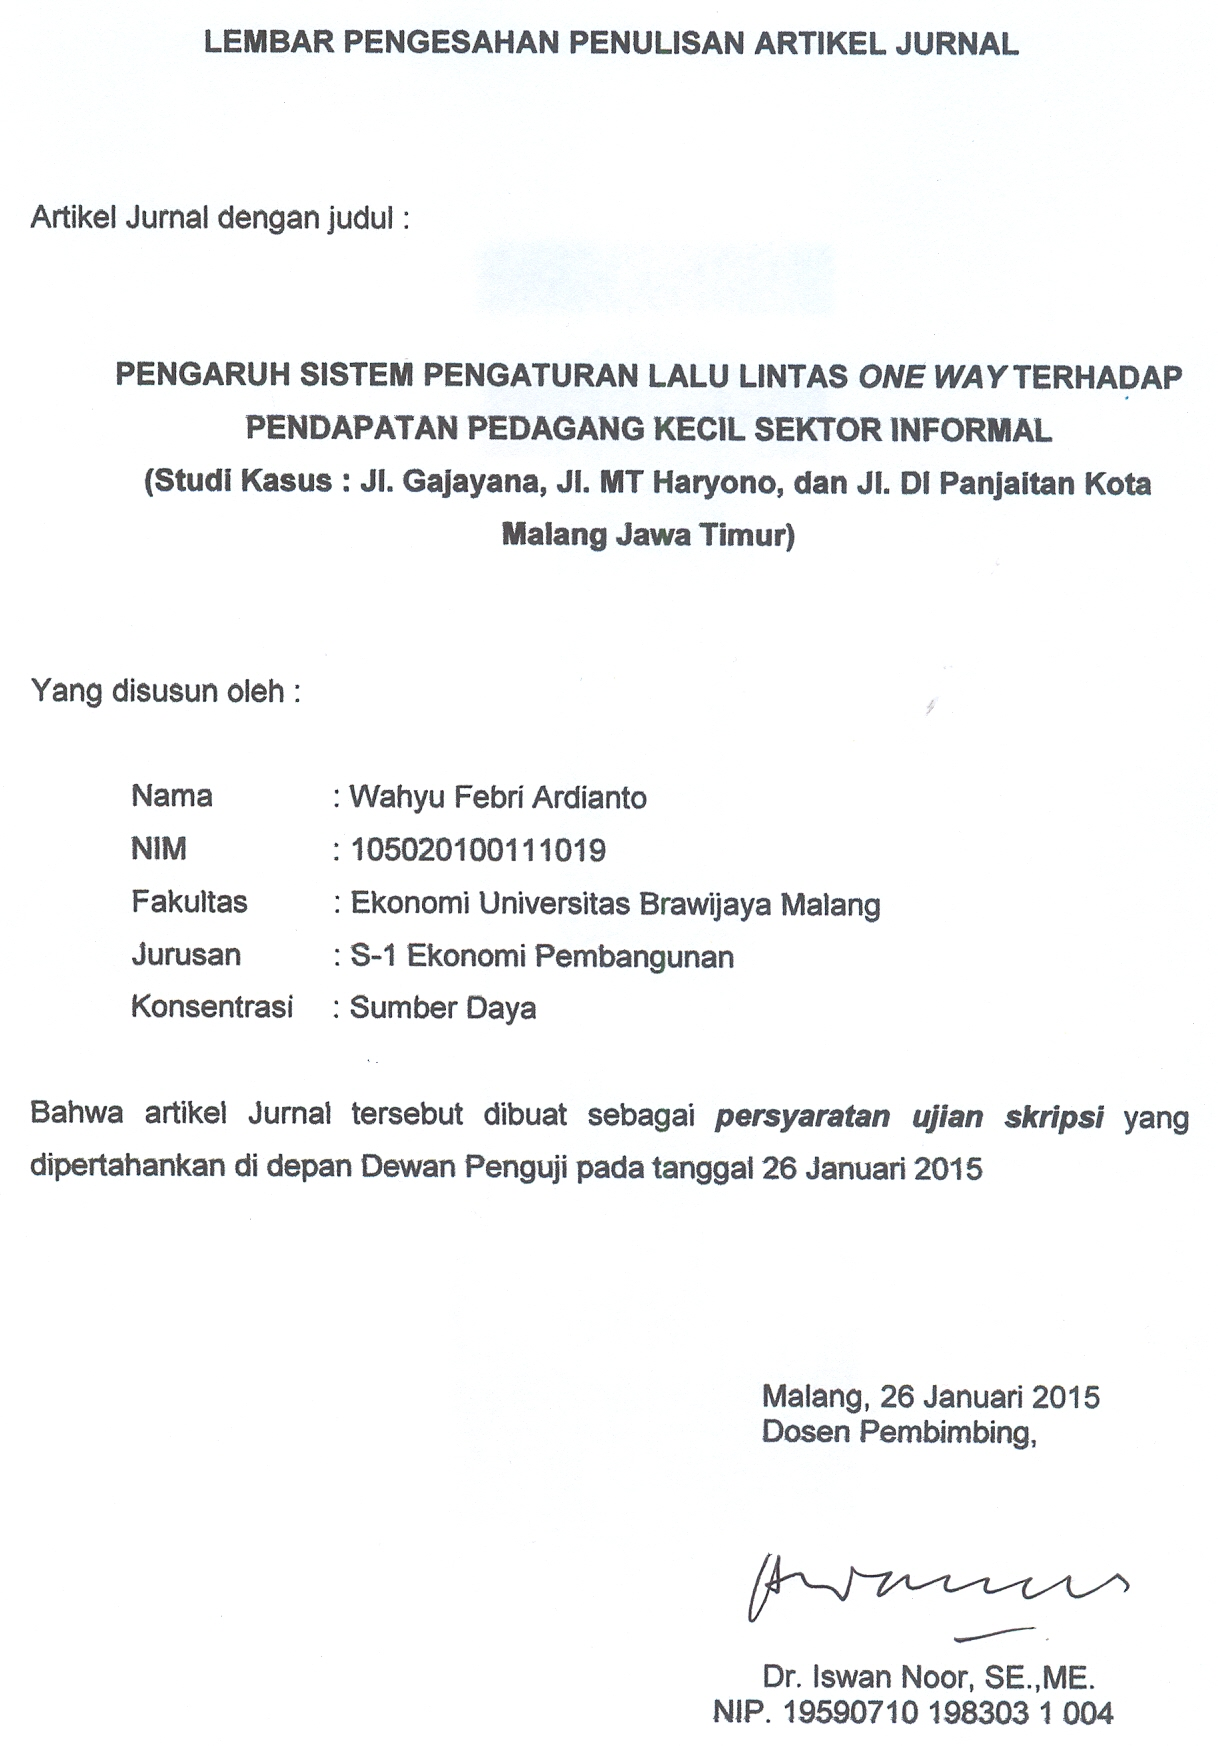 LEMBAR PENGESAHAN PENULISAN ARTIKEL JURNAL
Artikel Jurnal dengan judul :
PENGARUH SISTEM PENGATURAN LALU LINTAS ONE WAY TERHADAP
PENDAPATAN PEDAGANG KECIL SEKTOR INFORMAL
(Studi Kasus : Jl. Gajayana, Jl. MT Haryono, dan Jl. DI Panjaitan Kota
Malang Jawa Timur)
Yang disusun oleh :
Nama : Wahyu Febri Ardianto
NIM : 105020100111019
Fakultas : Ekonomi Universitas Brawijaya Malang
Jurusan : S-1 Ekonomi Pembangunan
Konsentrasi : Sumber Daya
Bahwa artikel Jurnal tersebut dibuat sebagai persyaratan ujian skripsi yang
dipertahankan di depan Dewan Penguji pada tanggal 26 Januari 2015
Malang, 26 Januari 2015
Dosen Pembimbing,
Dr. Iswan Noor, SE.,ME.
NIP. 19590710 198303 1 004